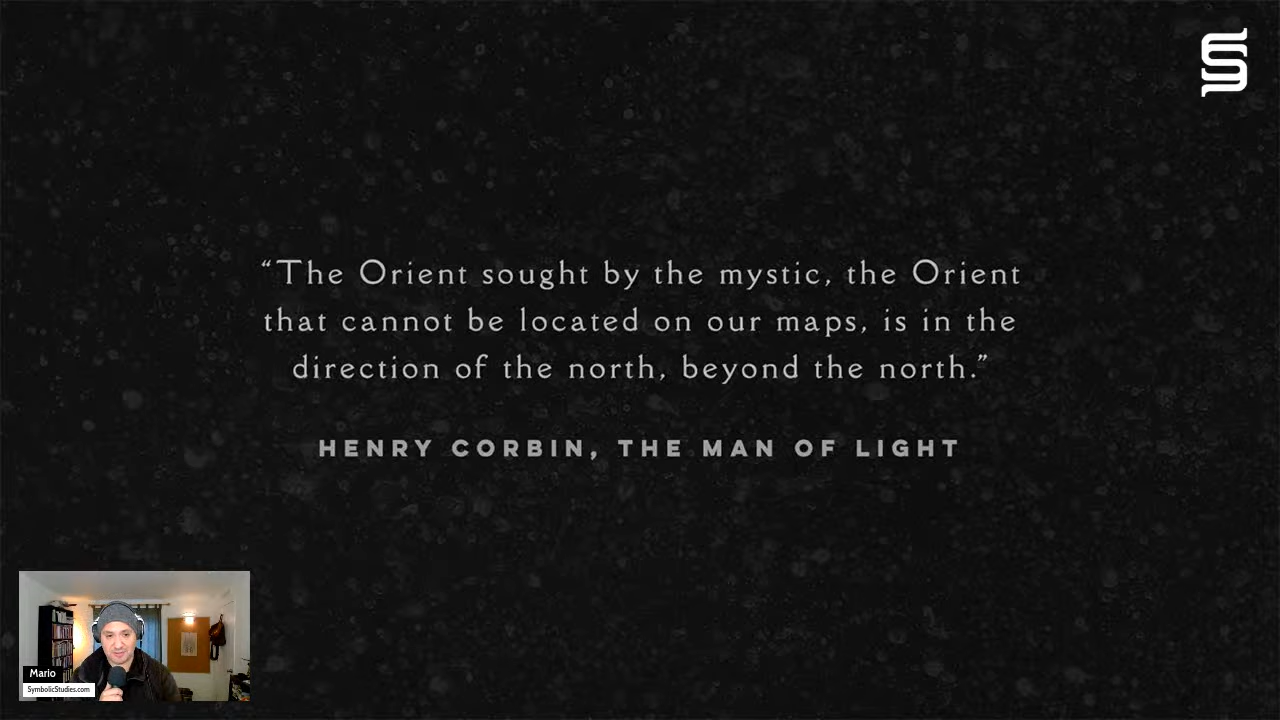 “The Orient sought by the mystic, the Orient
that cannot be located on our maps, is in the
direction of the north, beyond the north.”
HENRY CORBIN, THE MAN OF LIGHT
Mario
SymbolicStudies.com